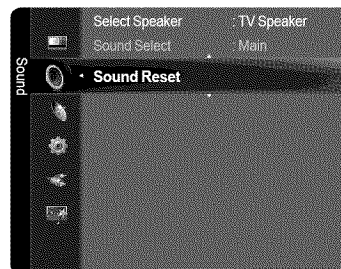 Select Speaker : TV Speaker
Sound Select : Main
Sound Reset
Sound